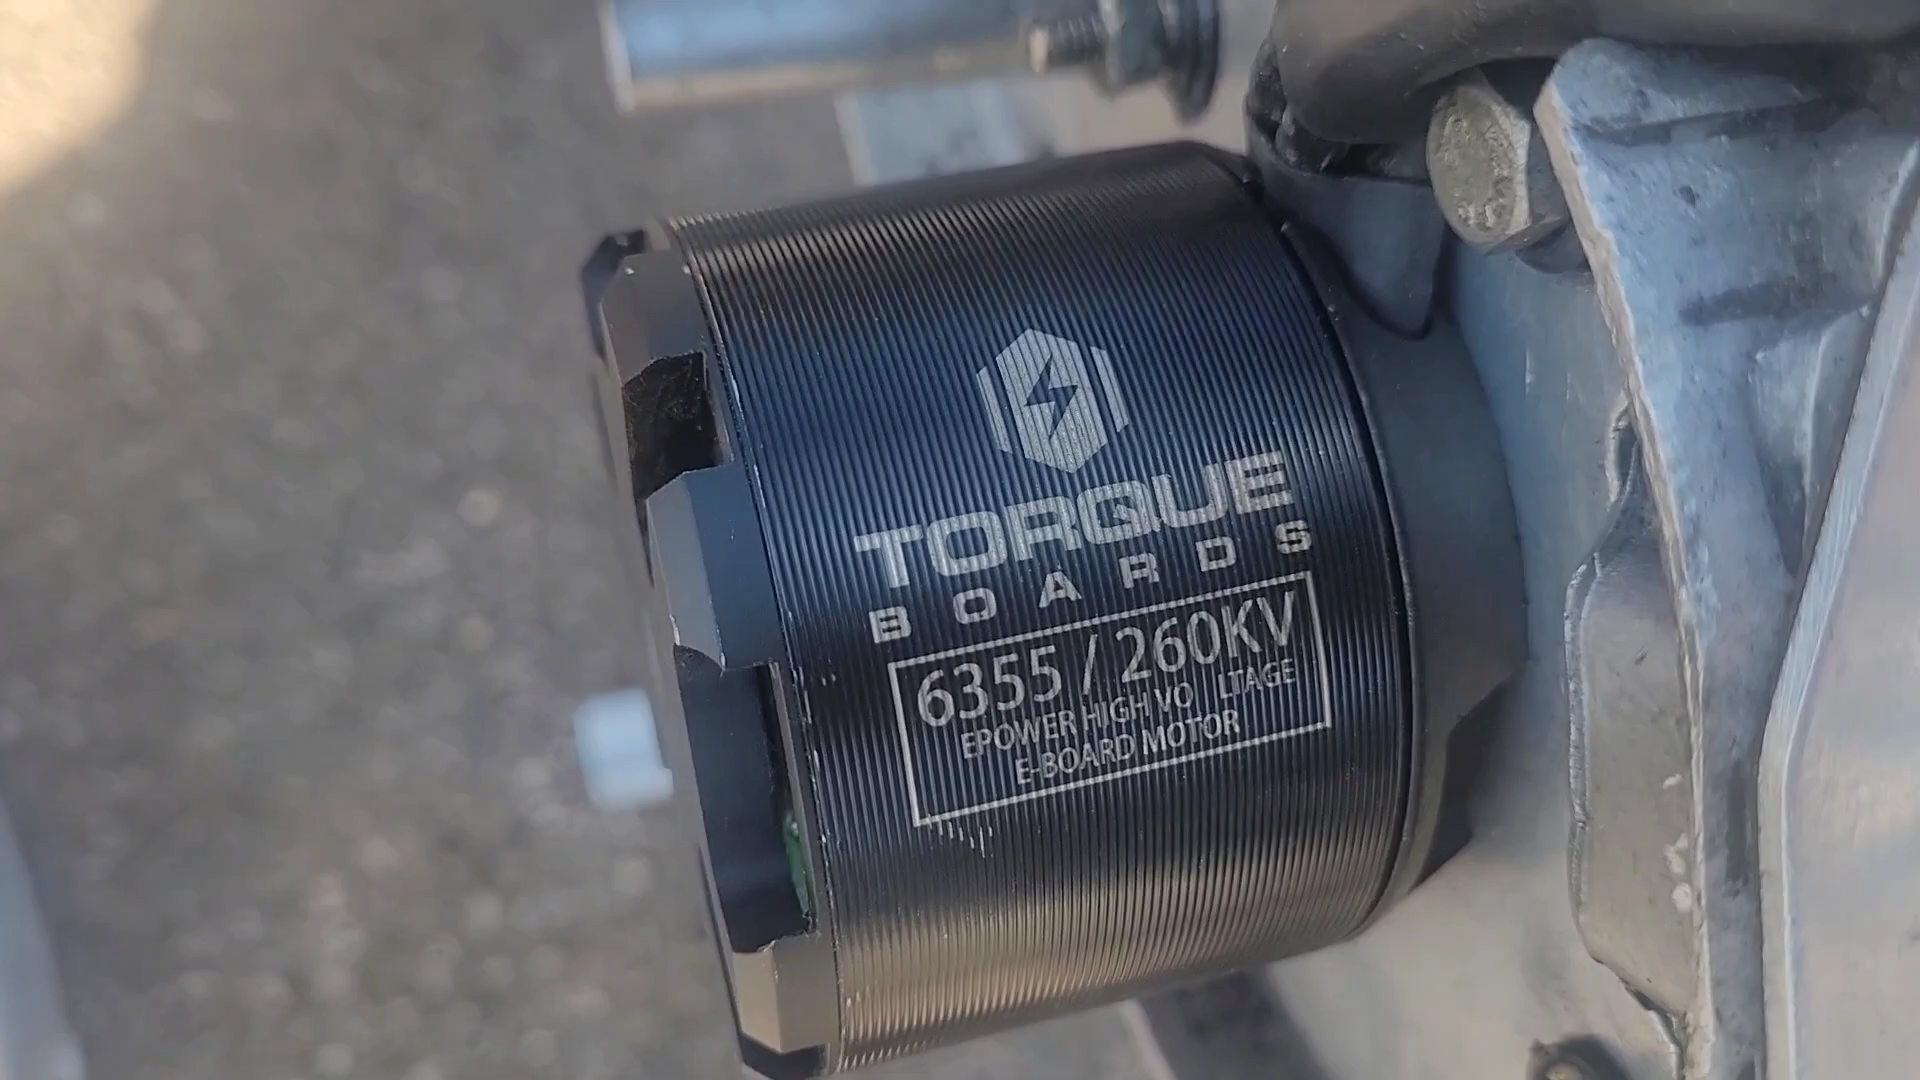 TORQUE
BOARDS
6355 / 260KV
EPOWER HIGH VO LTAGE
E-BOARD MOTOR